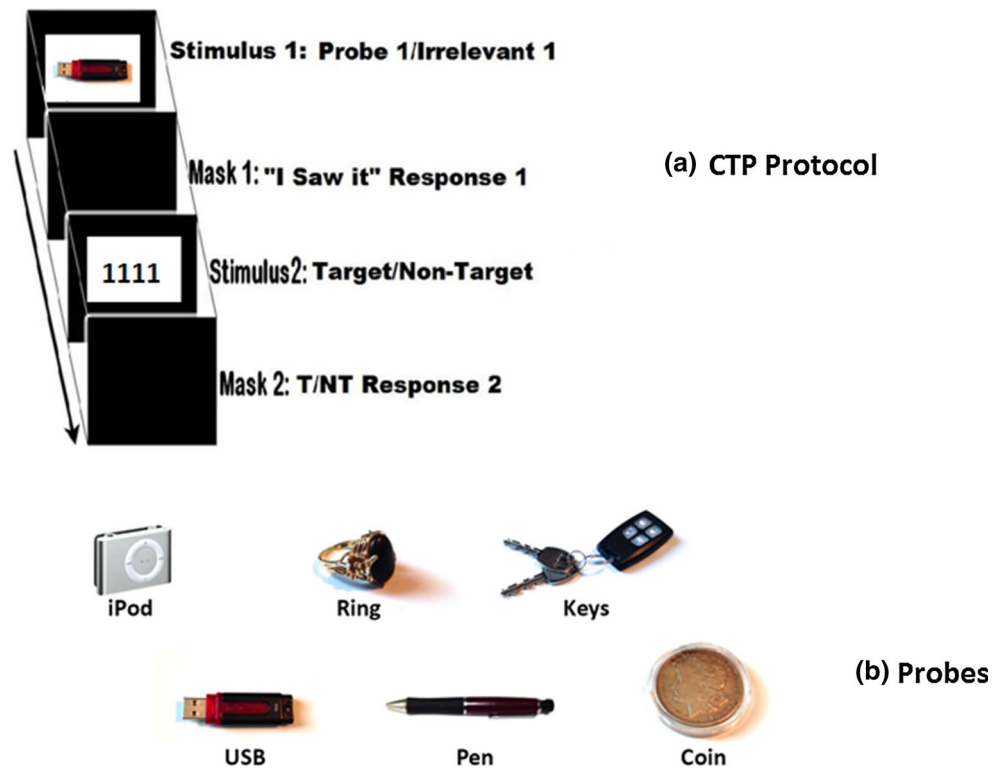 Stimulus 1: Probe 1/Irrelevant 1
Mask 1: "I Saw it" Response 1
(a) CTP Protocol
1111
Stimulus2: Target/Non-Target
Mask 2: T/NT Response 2
iPod
Ring
Keys
(b) Probes
USB
Pen
Coin